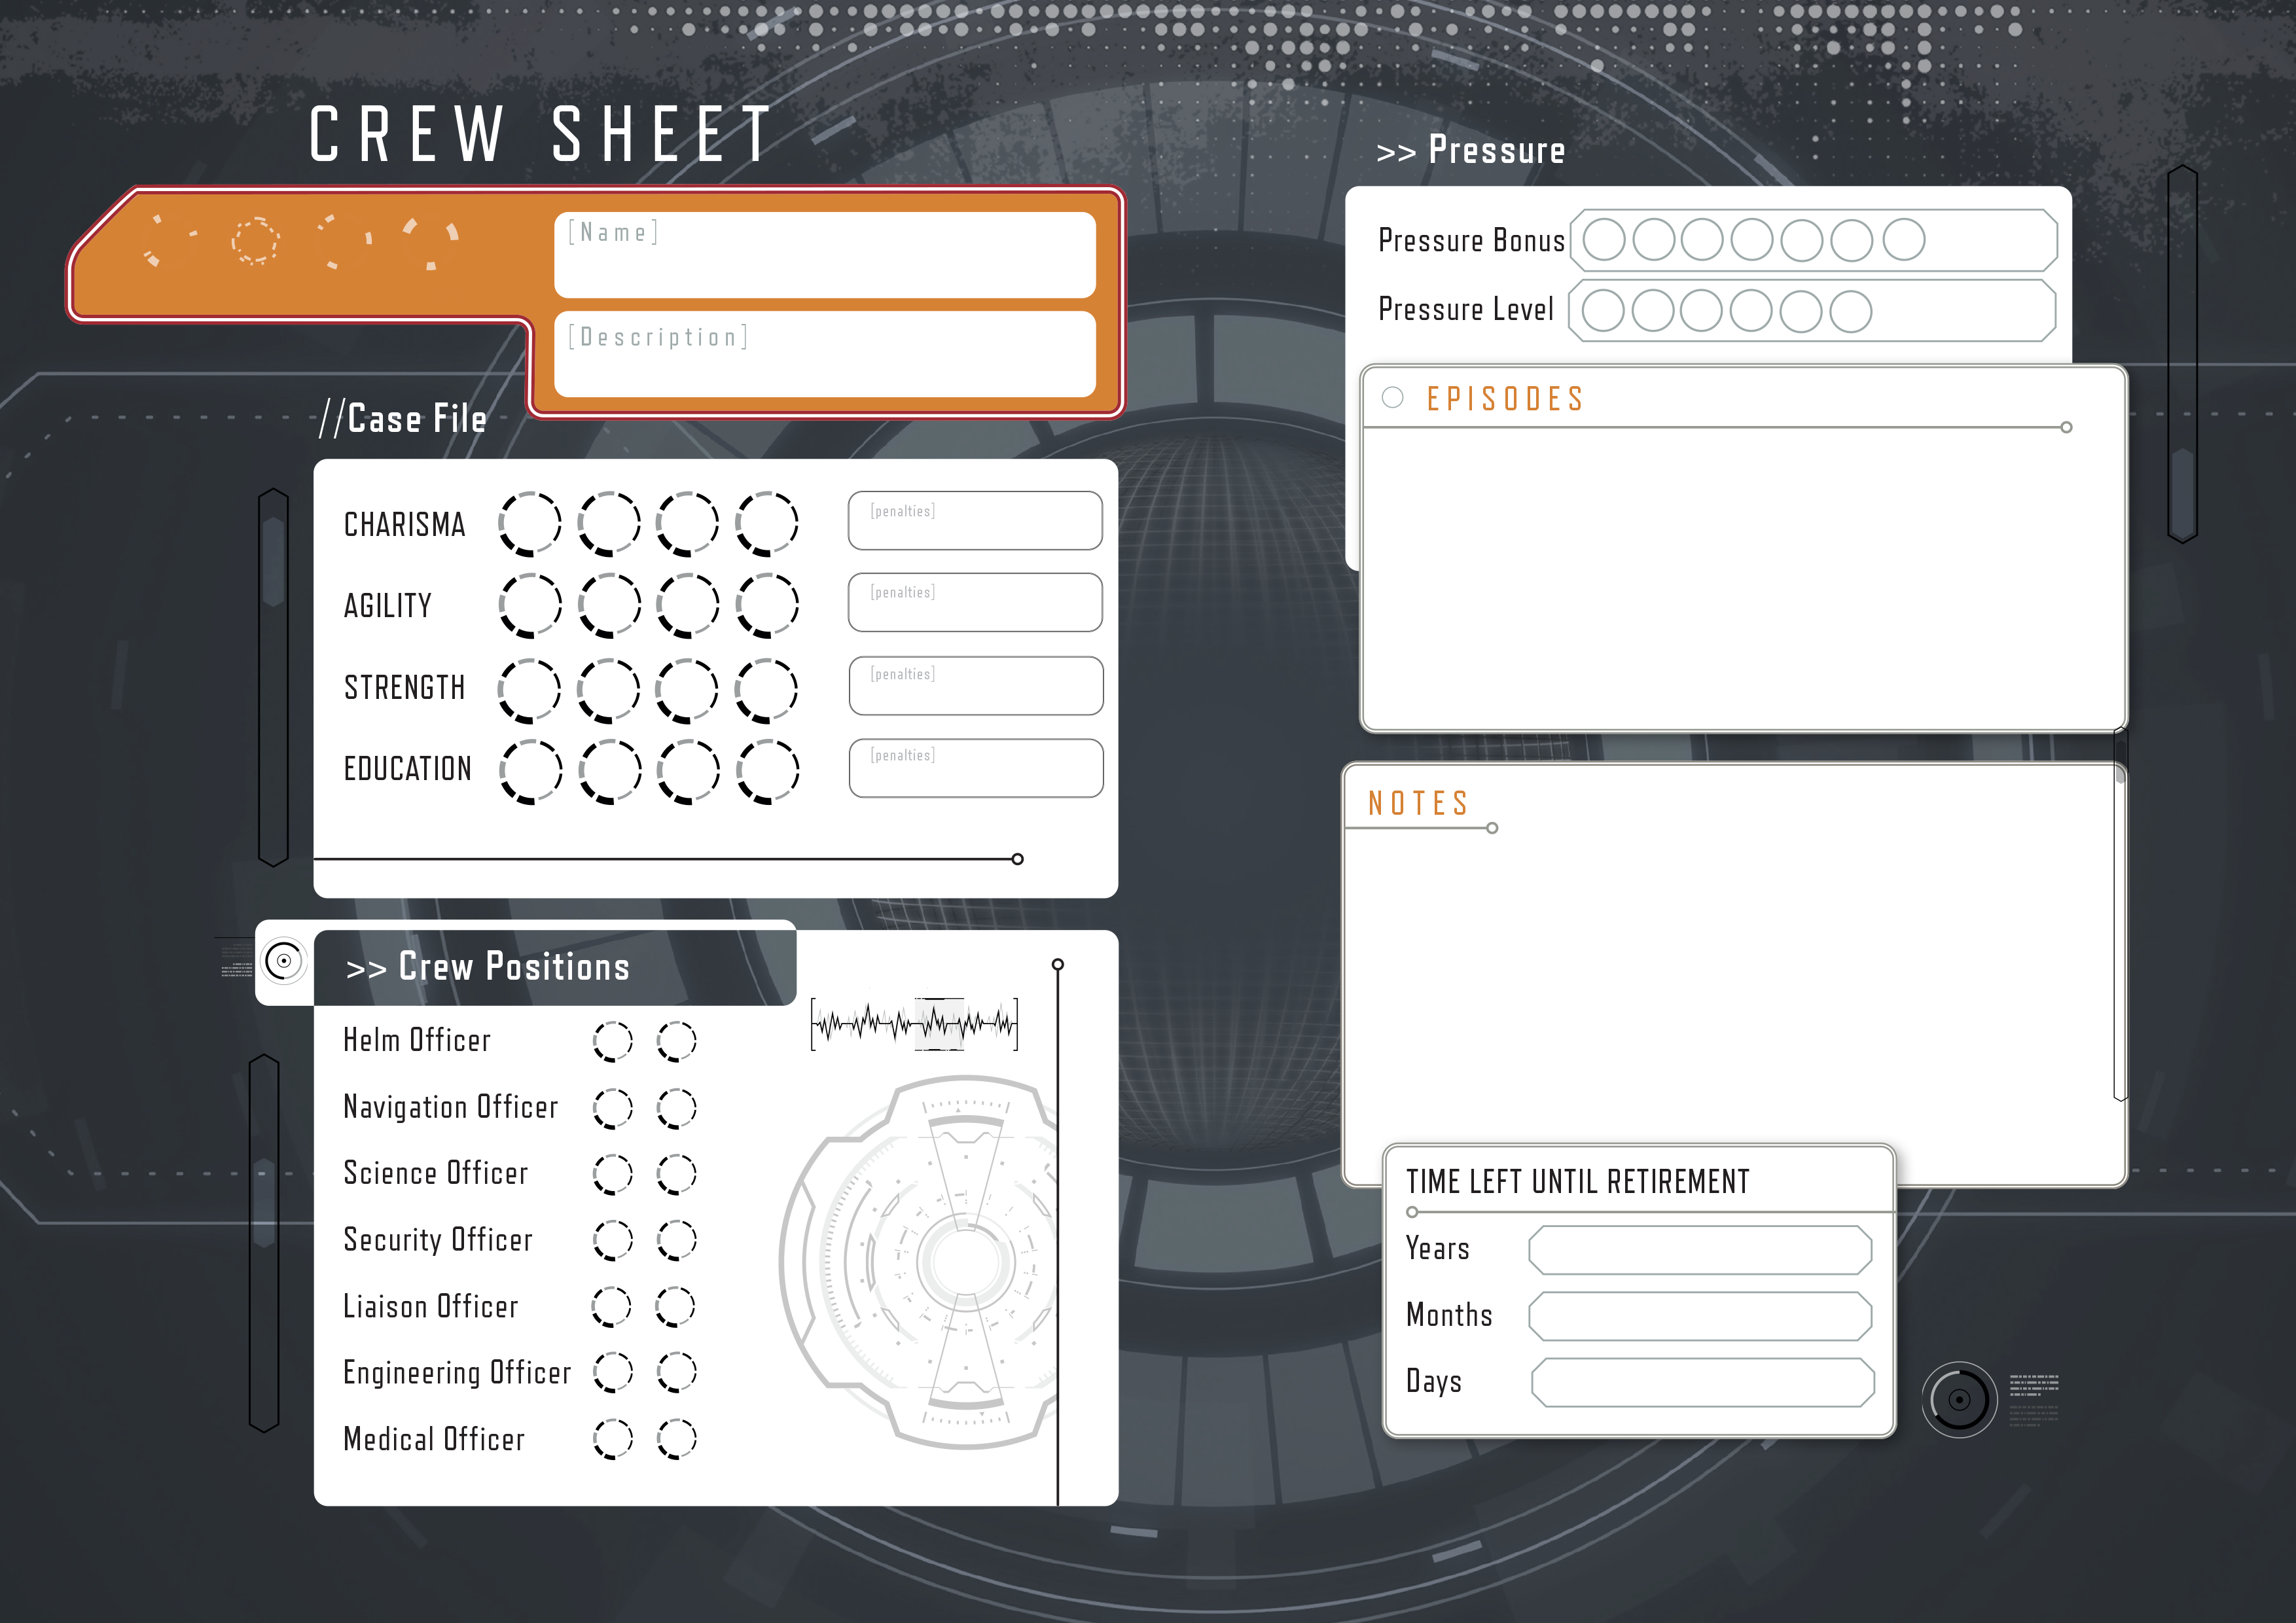 CREW SHEET
[Name]
[Description]
//Case File
CHARISMA
[penalties]
AGILITY
[penalties]
STRENGTH
[penalties]
EDUCATION
[penalties]
>> Crew Positions
Helm Officer
Navigation Officer
Science Officer
Security Officer
Liaison Officer
Engineering Officer
Medical Officer
>> Pressure
Pressure Bonus
Pressure Level
EPISODES
NOTES
TIME LEFT UNTIL RETIREMENT
Years
Months
Days